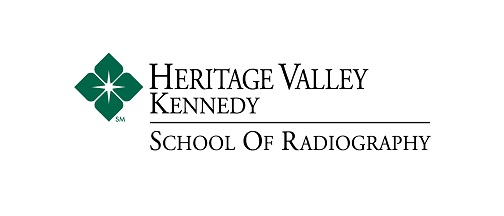 HERITAGE VALLEY
KENNEDY
SCHOOL OF RADIOGRAPHY
SM